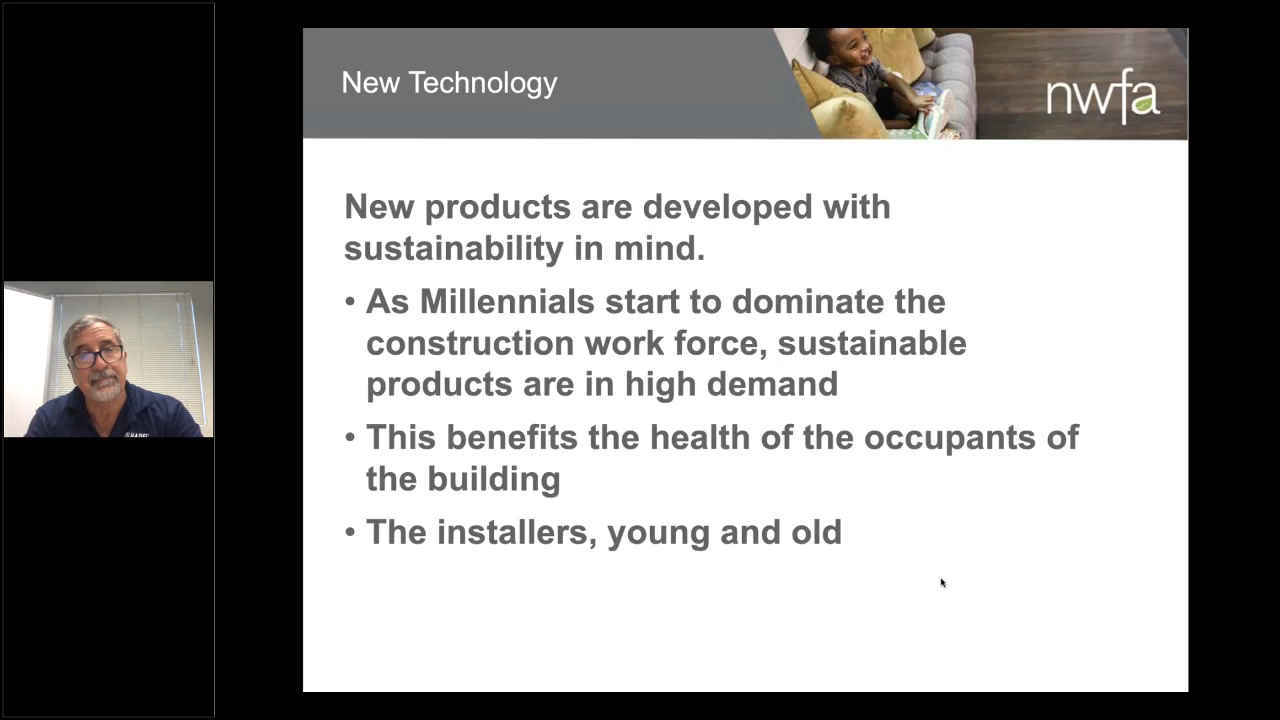 New Technology
nwfa
New products are developed with
sustainability in mind.
• As Millennials start to dominate the
construction work force, sustainable
products are in high demand
• This benefits the health of the occupants of
the building
• The installers, young and old